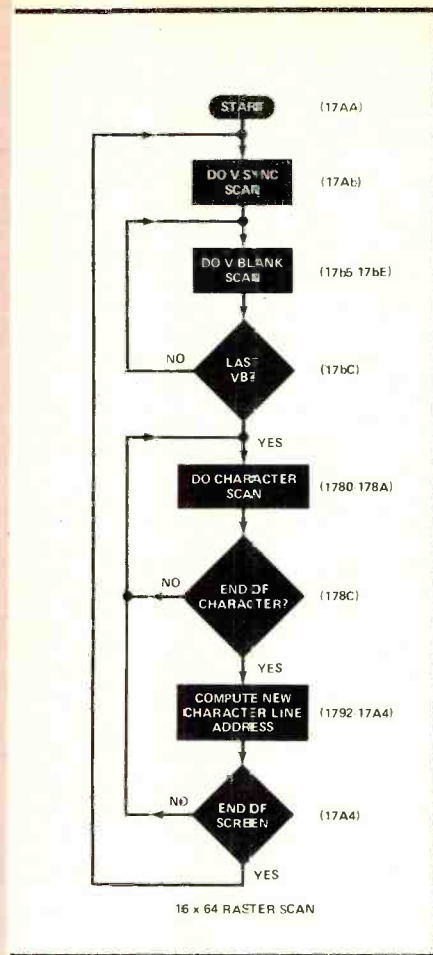 START (17AA)
DO V SYNC (17Ab)
SCAN
DO V BLANK (17b5-17bE)
SCAN
NO LAST (17bC)
VB?
YES
DO CHARACTER (1780-178A)
SCAN
NO END OF (178C)
CHARACTER?
YES
COMPUTE NEW (1792-17A4)
CHARACTER LINE
ADDRESS
NO END OF (17A4)
SCREEN
YES
16 x 64 RASTER SCAN